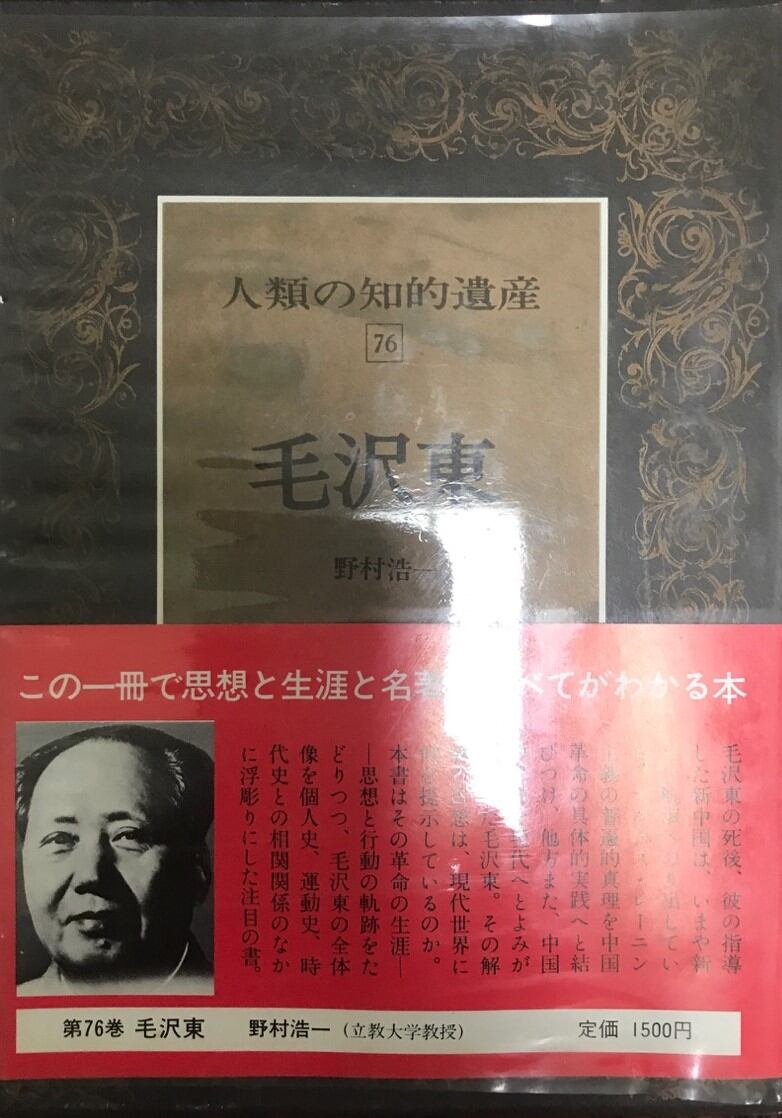 人類の知的遺産
76
毛沢東
野村浩一
この一冊で思想と生涯と名著 べてがわかる本
毛沢東の死後、彼の指導
した新中国は、いまや新
してい
義の普遍的真理を中国
革命の具体的実践へと結
びつけ、他方また、中国
代へとよみが
た毛沢東。その解
は、現代世界に
を提示しているのか。
本書はその革命の生涯―
―思想と行動の軌跡をた
どりつつ、毛沢東の全体
像を個人史、運動史、時
代史との相関関係のなか
に浮彫りにした注目の書。
第76巻 毛沢東 野村浩一(立教大学教授) 定価 1500円